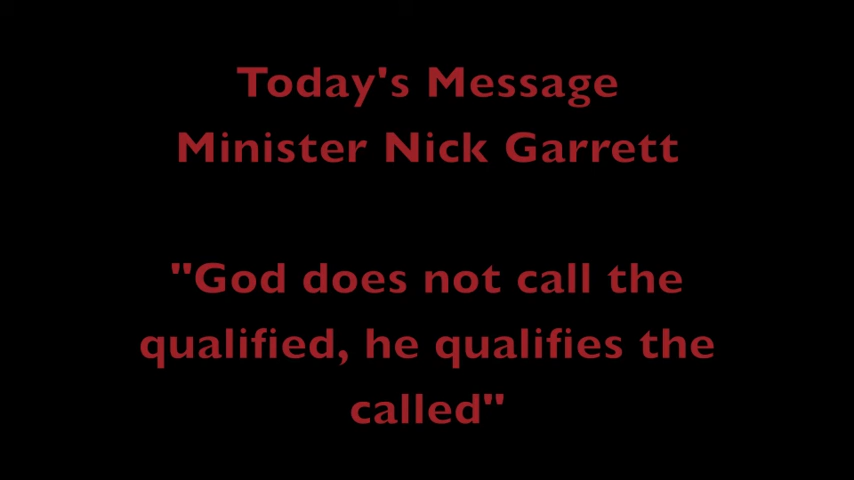 Today's Message
Minister Nick Garrett
"God does not call the
qualified, he qualifies the
called"